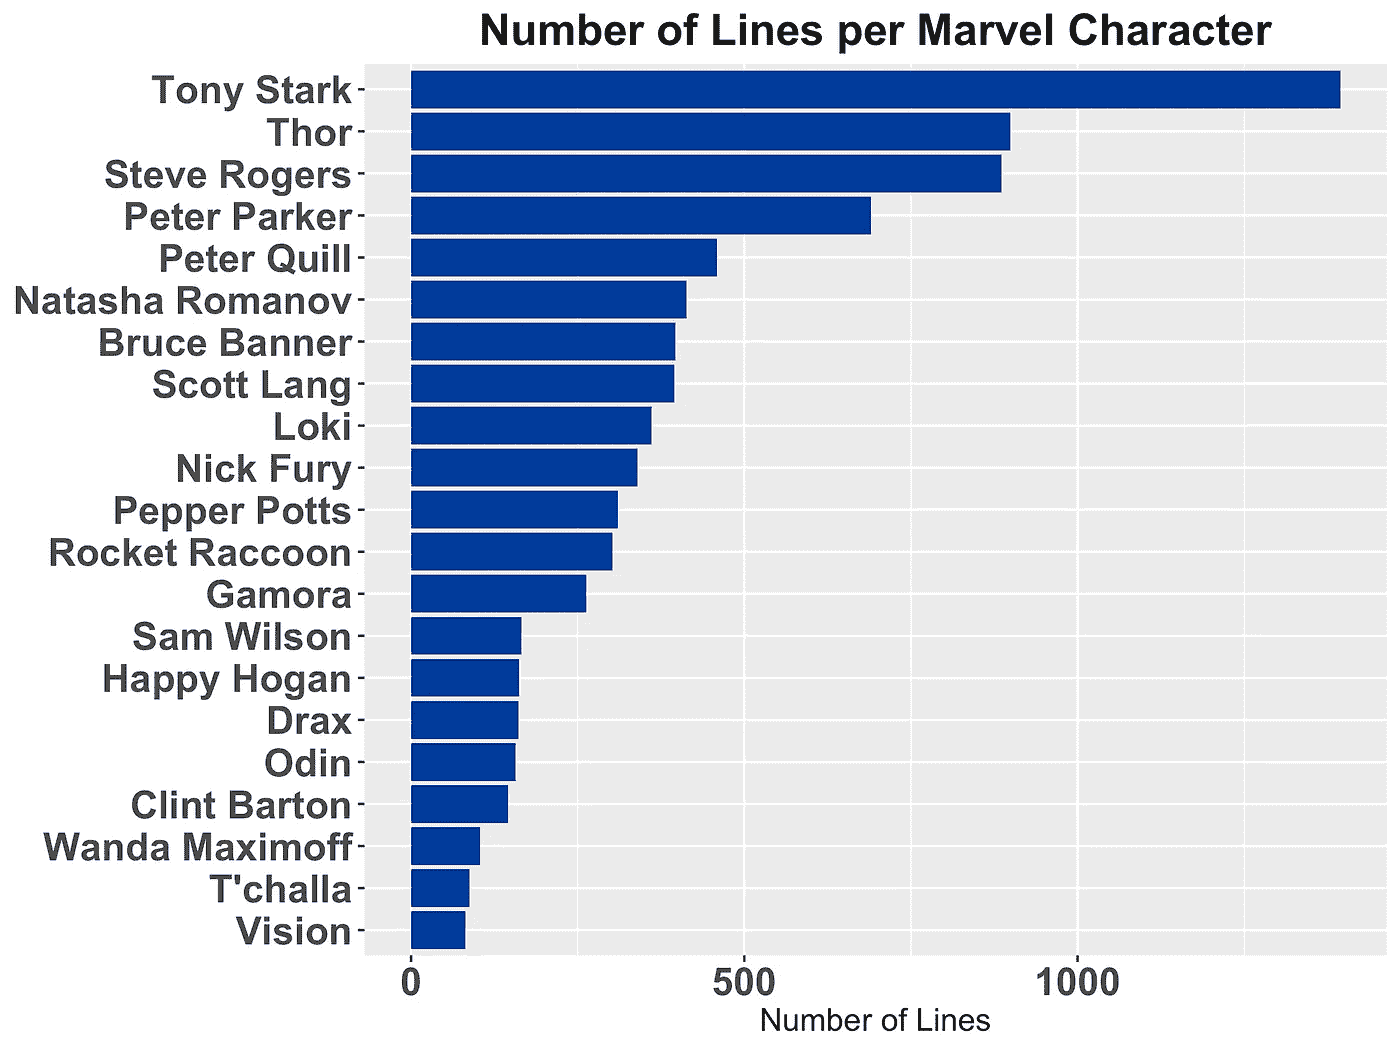 Number of Lines per Marvel Character
Tony Stark
Thor
Steve Rogers
Peter Parker
Peter Quill
Natasha Romanov
Bruce Banner
Scott Lang
Loki
Nick Fury
Pepper Potts
Rocket Raccoon
Gamora
Sam Wilson
Happy Hogan
Drax
Odin
Clint Barton
Wanda Maximoff
T'challa
Vision
0 500 1000
Number of Lines